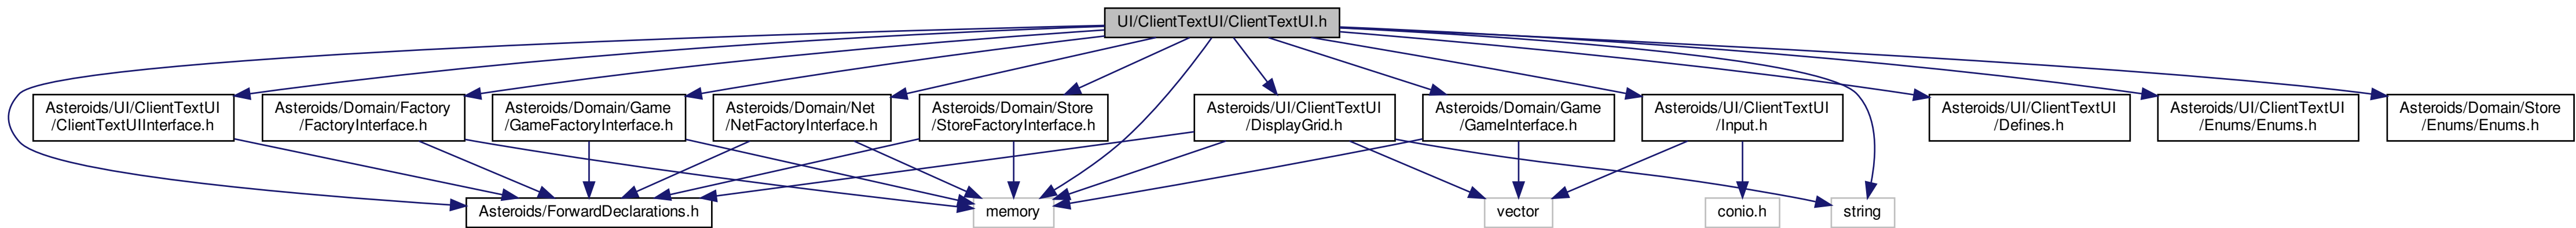 UI/ClientTextUI/ClientTextUI.h
Asteroids/UI/ClientTextUI
/ClientTextUIInterface.h
Asteroids/Domain/Factory
/FactoryInterface.h
Asteroids/Domain/Game
/GameFactoryInterface.h
Asteroids/Domain/Net
/NetFactoryInterface.h
Asteroids/Domain/Store
/StoreFactoryInterface.h
Asteroids/UI/ClientTextUI
/DisplayGrid.h
Asteroids/Domain/Game
/GameInterface.h
Asteroids/UI/ClientTextUI
/Input.h
Asteroids/UI/ClientTextUI
/Defines.h
Asteroids/UI/ClientTextUI
/Enums/Enums.h
Asteroids/Domain/Store
/Enums/Enums.h
Asteroids/ForwardDeclarations.h
memory
vector
conio.h
string